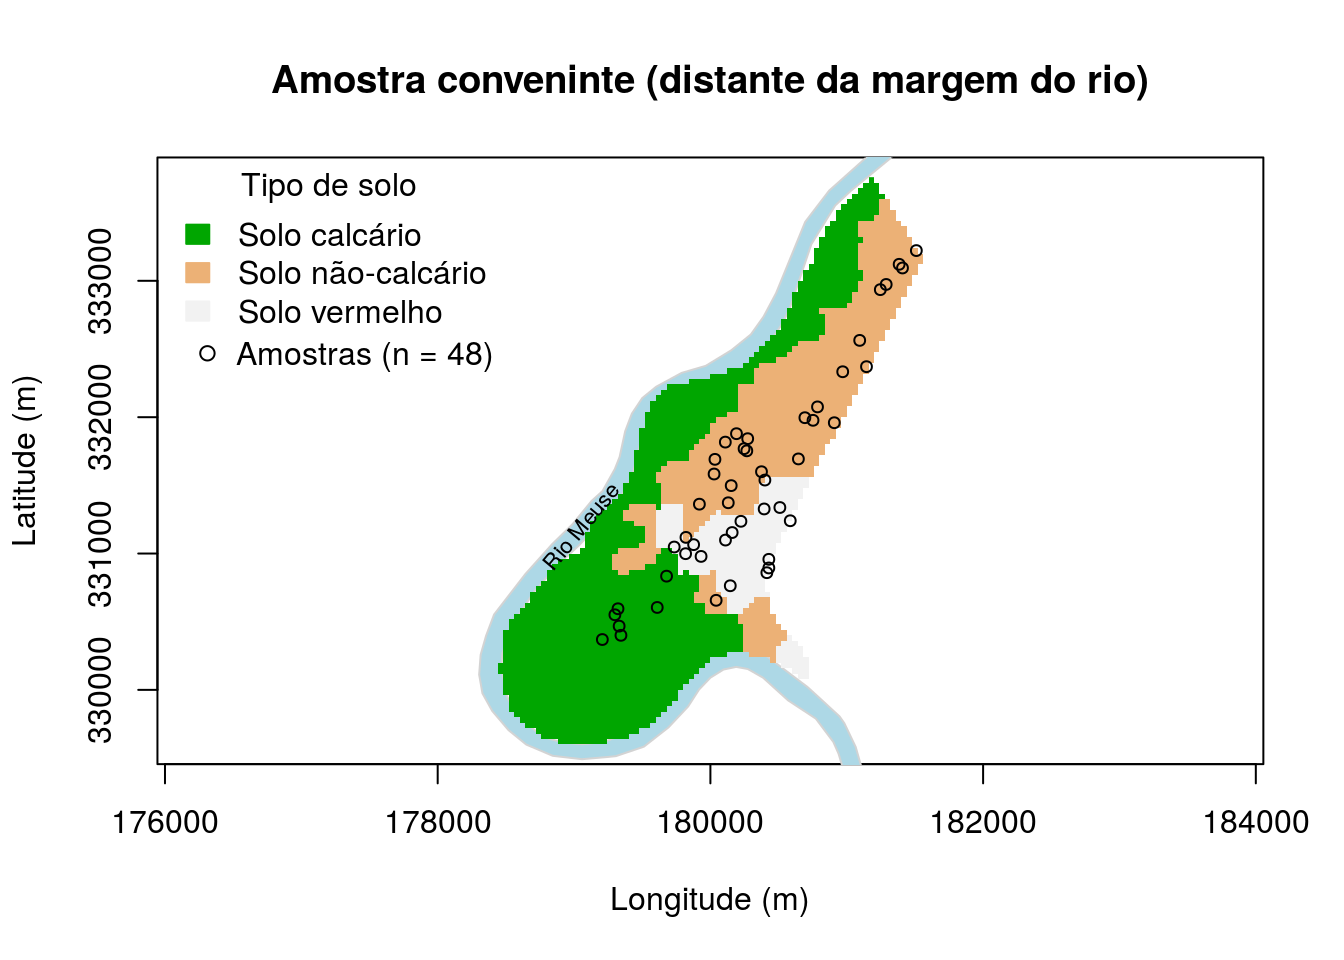 Amostra conveninte (distante da margem do rio)
Tipo de solo
Solo calcário
Solo não-calcário
Solo vermelho
Amostras (n = 48)
Rio Meuse
Latitude (m)
333000
332000
331000
330000
176000 178000 180000 182000 184000
Longitude (m)